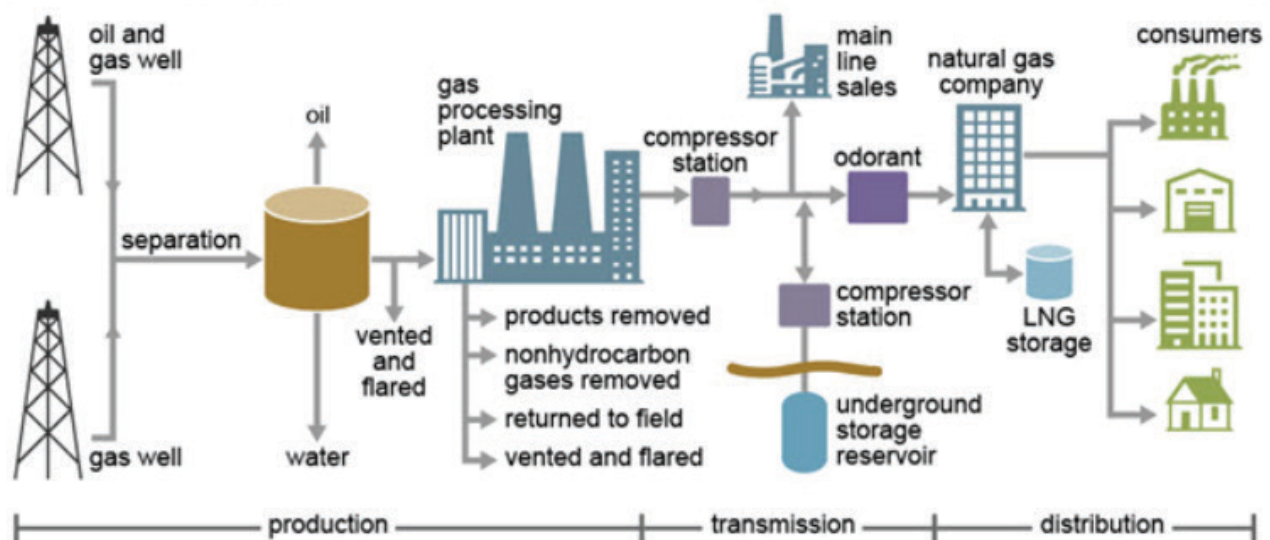 oil and
gas well
oil
separation
vented
and
flared
gas well
water
gas
processing
plant
products removed
nonhydrocarbon
gases removed
returned to field
vented and flared
compressor
station
main
line
sales
odorant
compressor
station
underground
storage
reservoir
natural gas
company
LNG
storage
consumers
production
transmission
distribution